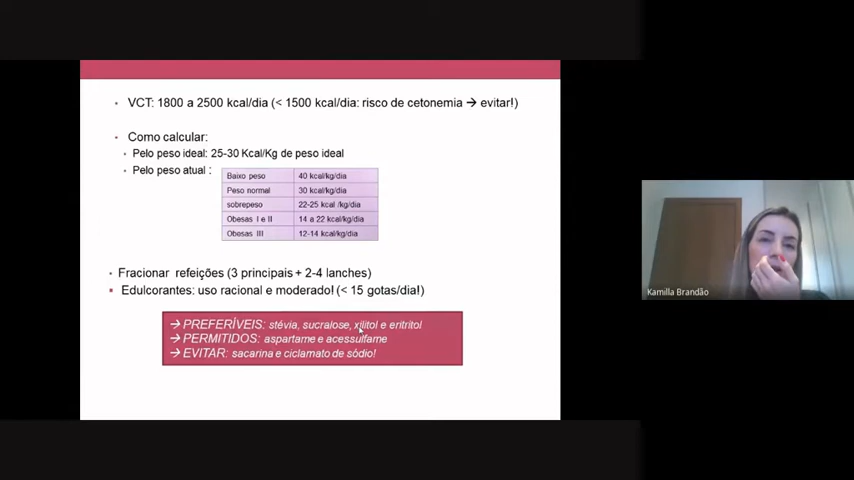 VCT: 1800 a 2500 kcal/dia (< 1500 kcal/dia: risco de cetonemia → evitar!)
Como calcular:
Pelo peso ideal: 25-30 Kcal/Kg de peso ideal
Pelo peso atual :
Baixo peso 40 kcal/kg/dia
Peso normal 30 kcal/kg/dia
sobrepeso 22-25 kcal /kg/dia
Obesas I e II 14 a 22 kcal/kg/dia
Obesas III 12-14 kcal/kg/dia
Fracionar refeições (3 principais + 2-4 lanches)
Edulcorantes: uso racional e moderado! (< 15 gotas/dia!)
→ PREFERÍVEIS: stévia, sucralose, xilitol e eritritol
→ PERMITIDOS: aspartame e acessulfame
→ EVITAR: sacarina e ciclamato de sódio!
Kamilla Brandão